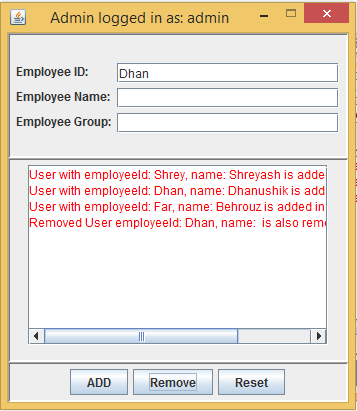 Admin logged in as: admin
Employee ID: Dhan
Employee Name:
Employee Group:
User with employeeId: Shrey, name: Shreyash is adde
User with employeeId: Dhan, name: Dhanushik is add
User with employeeId: Far, name: Behrouz is added in
Removed User employeeId: Dhan, name:  is also rem
ADD Remove Reset